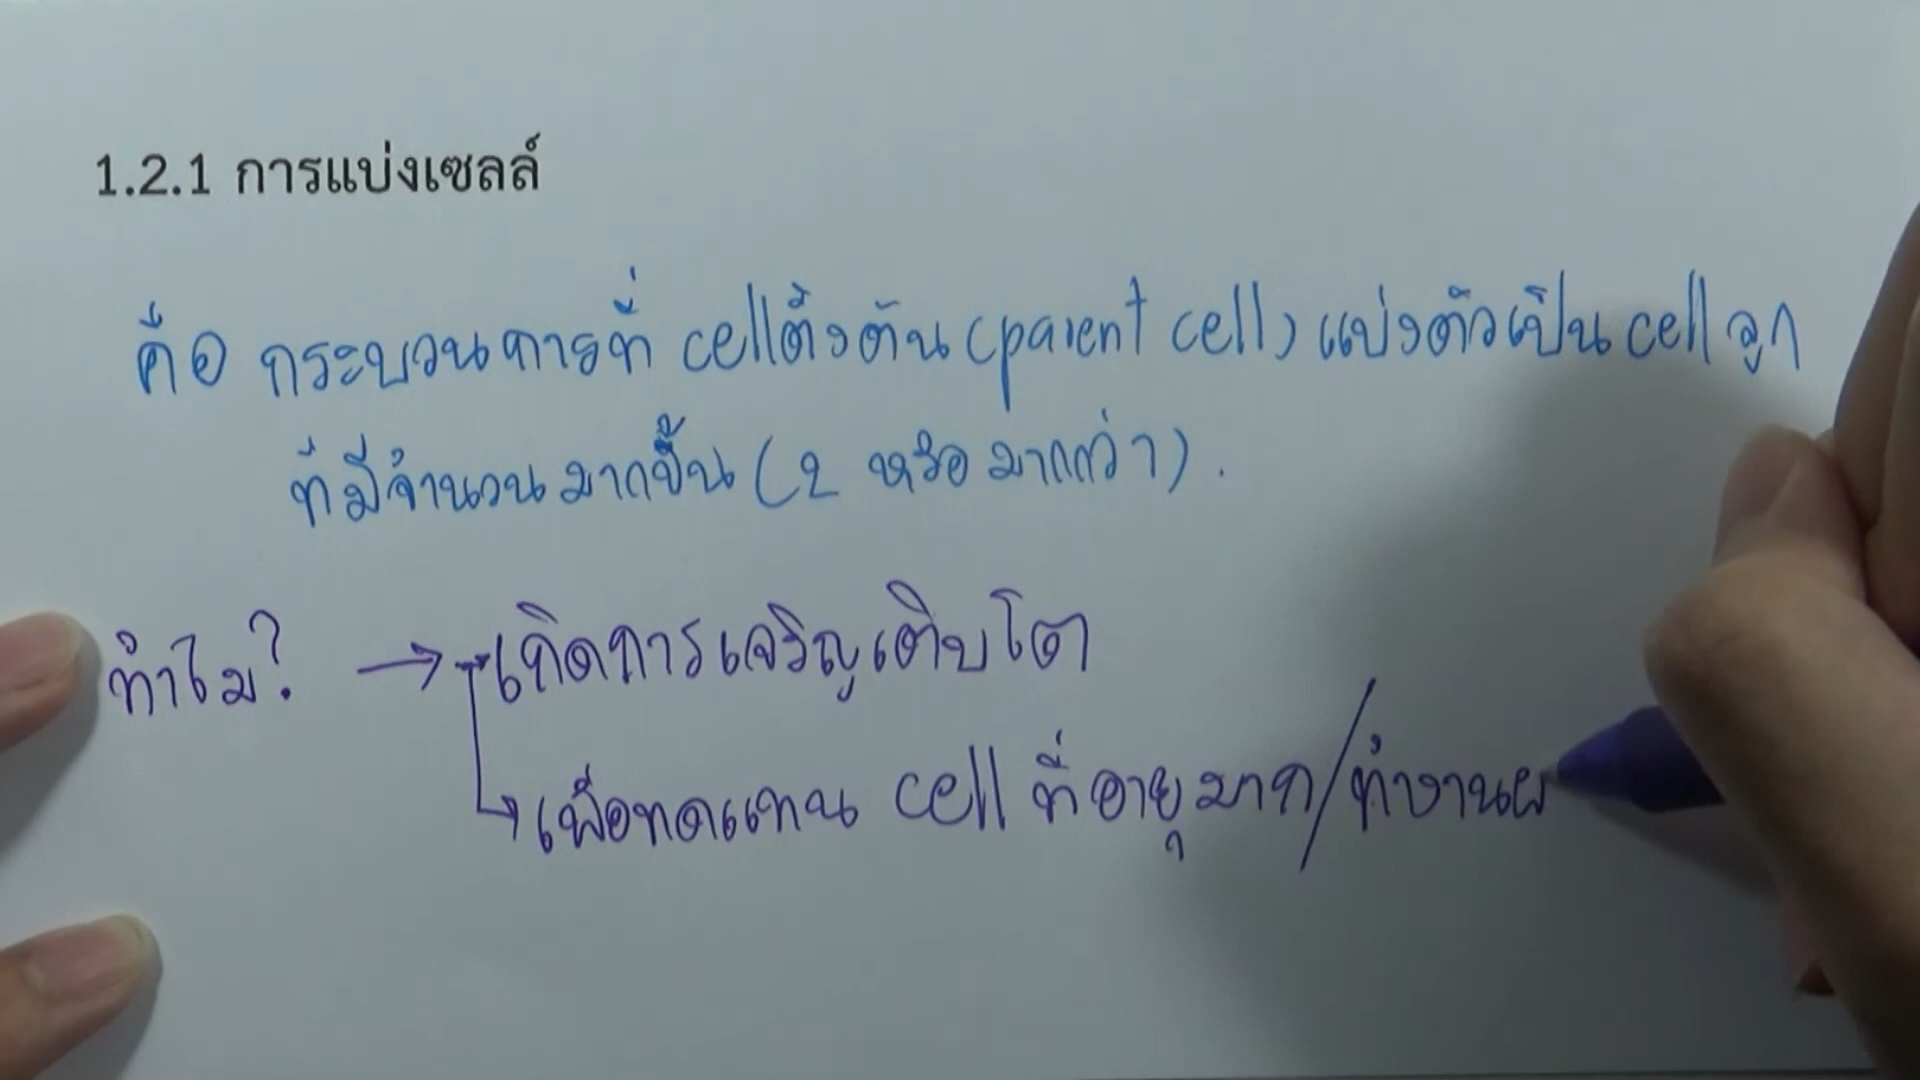 1.2.1 การแบ่งเซลล์
คือ กระบวนการที่ cellตั้งต้น (parent cell) แบ่งตัวเป็น cell ลูก
ที่มีจำนวนมากขึ้น (2 หรือ มากกว่า).
ทำไม? → เกิดการเจริญเติบโต
↳ เพื่อทดแทน cell ที่อายุมาก/ทำงานผ